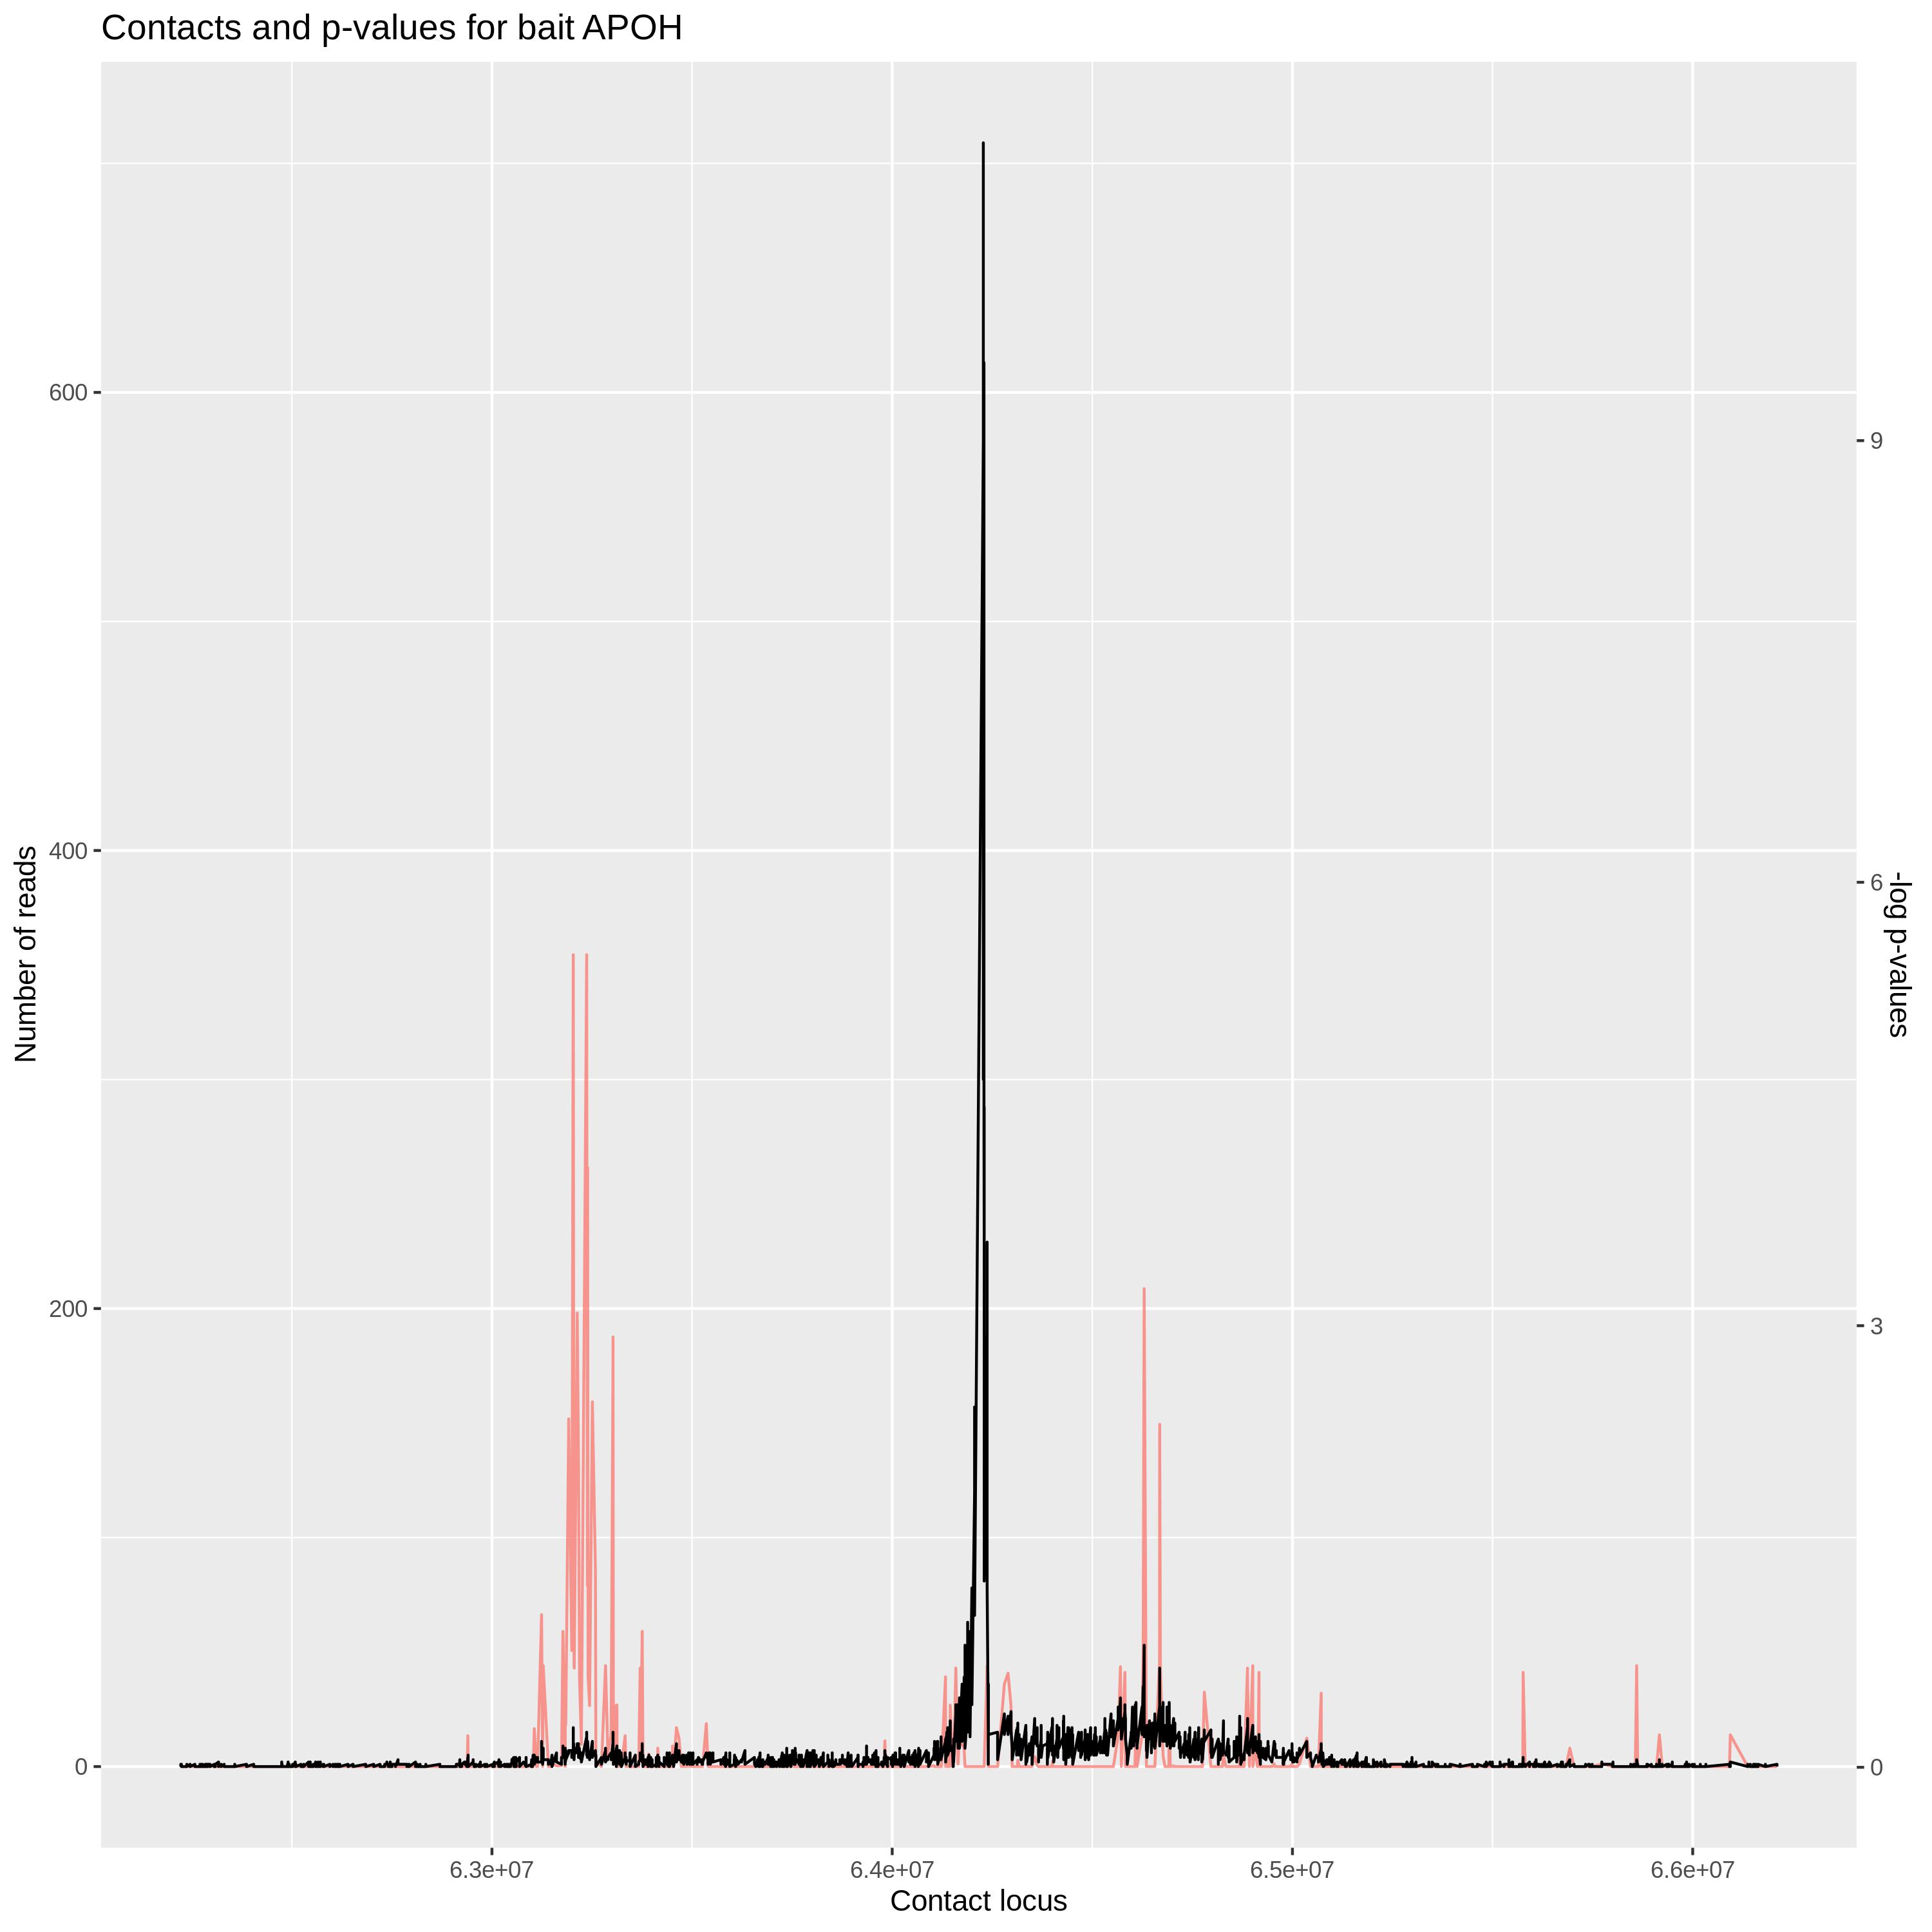 Contacts and p-values for bait APOH
Number of reads
600
400
200
0
9
6
3
0
-log p-values
6.3e+07
6.4e+07
6.5e+07
6.6e+07
Contact locus